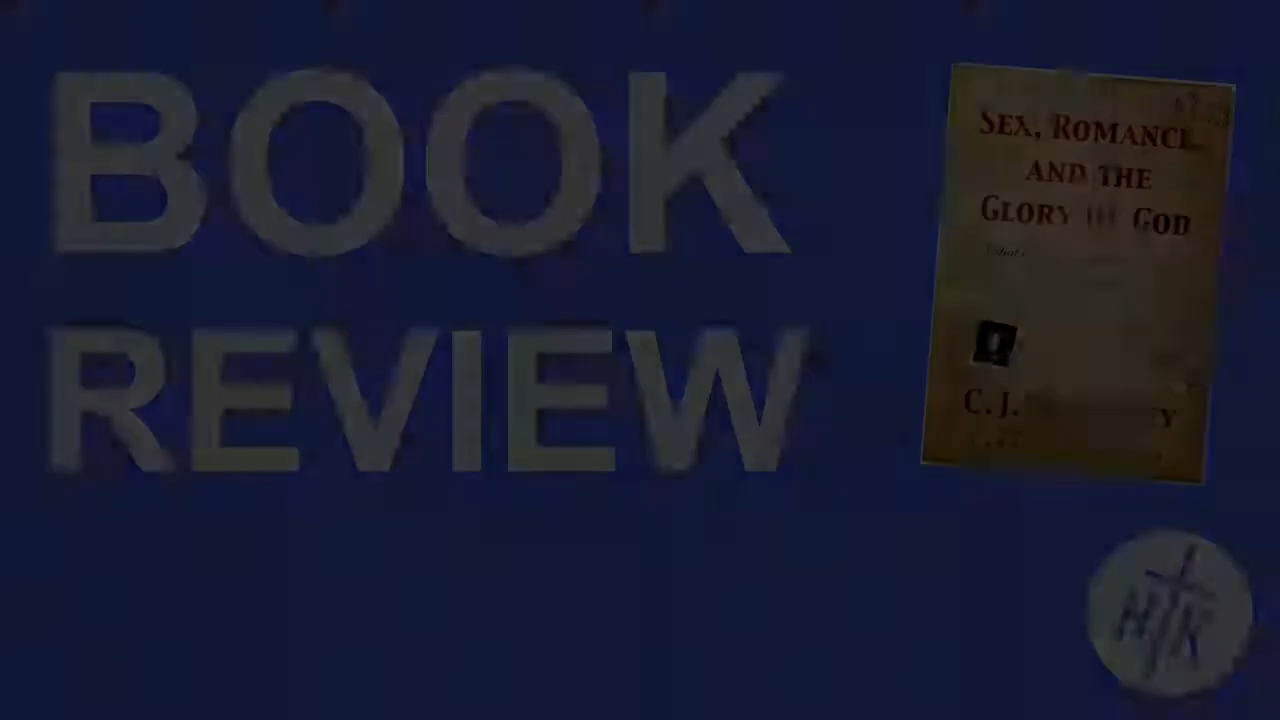 BOOK
REVIEW
SEX, ROMANCE
AND THE
GLORY OF GOD
C. J.